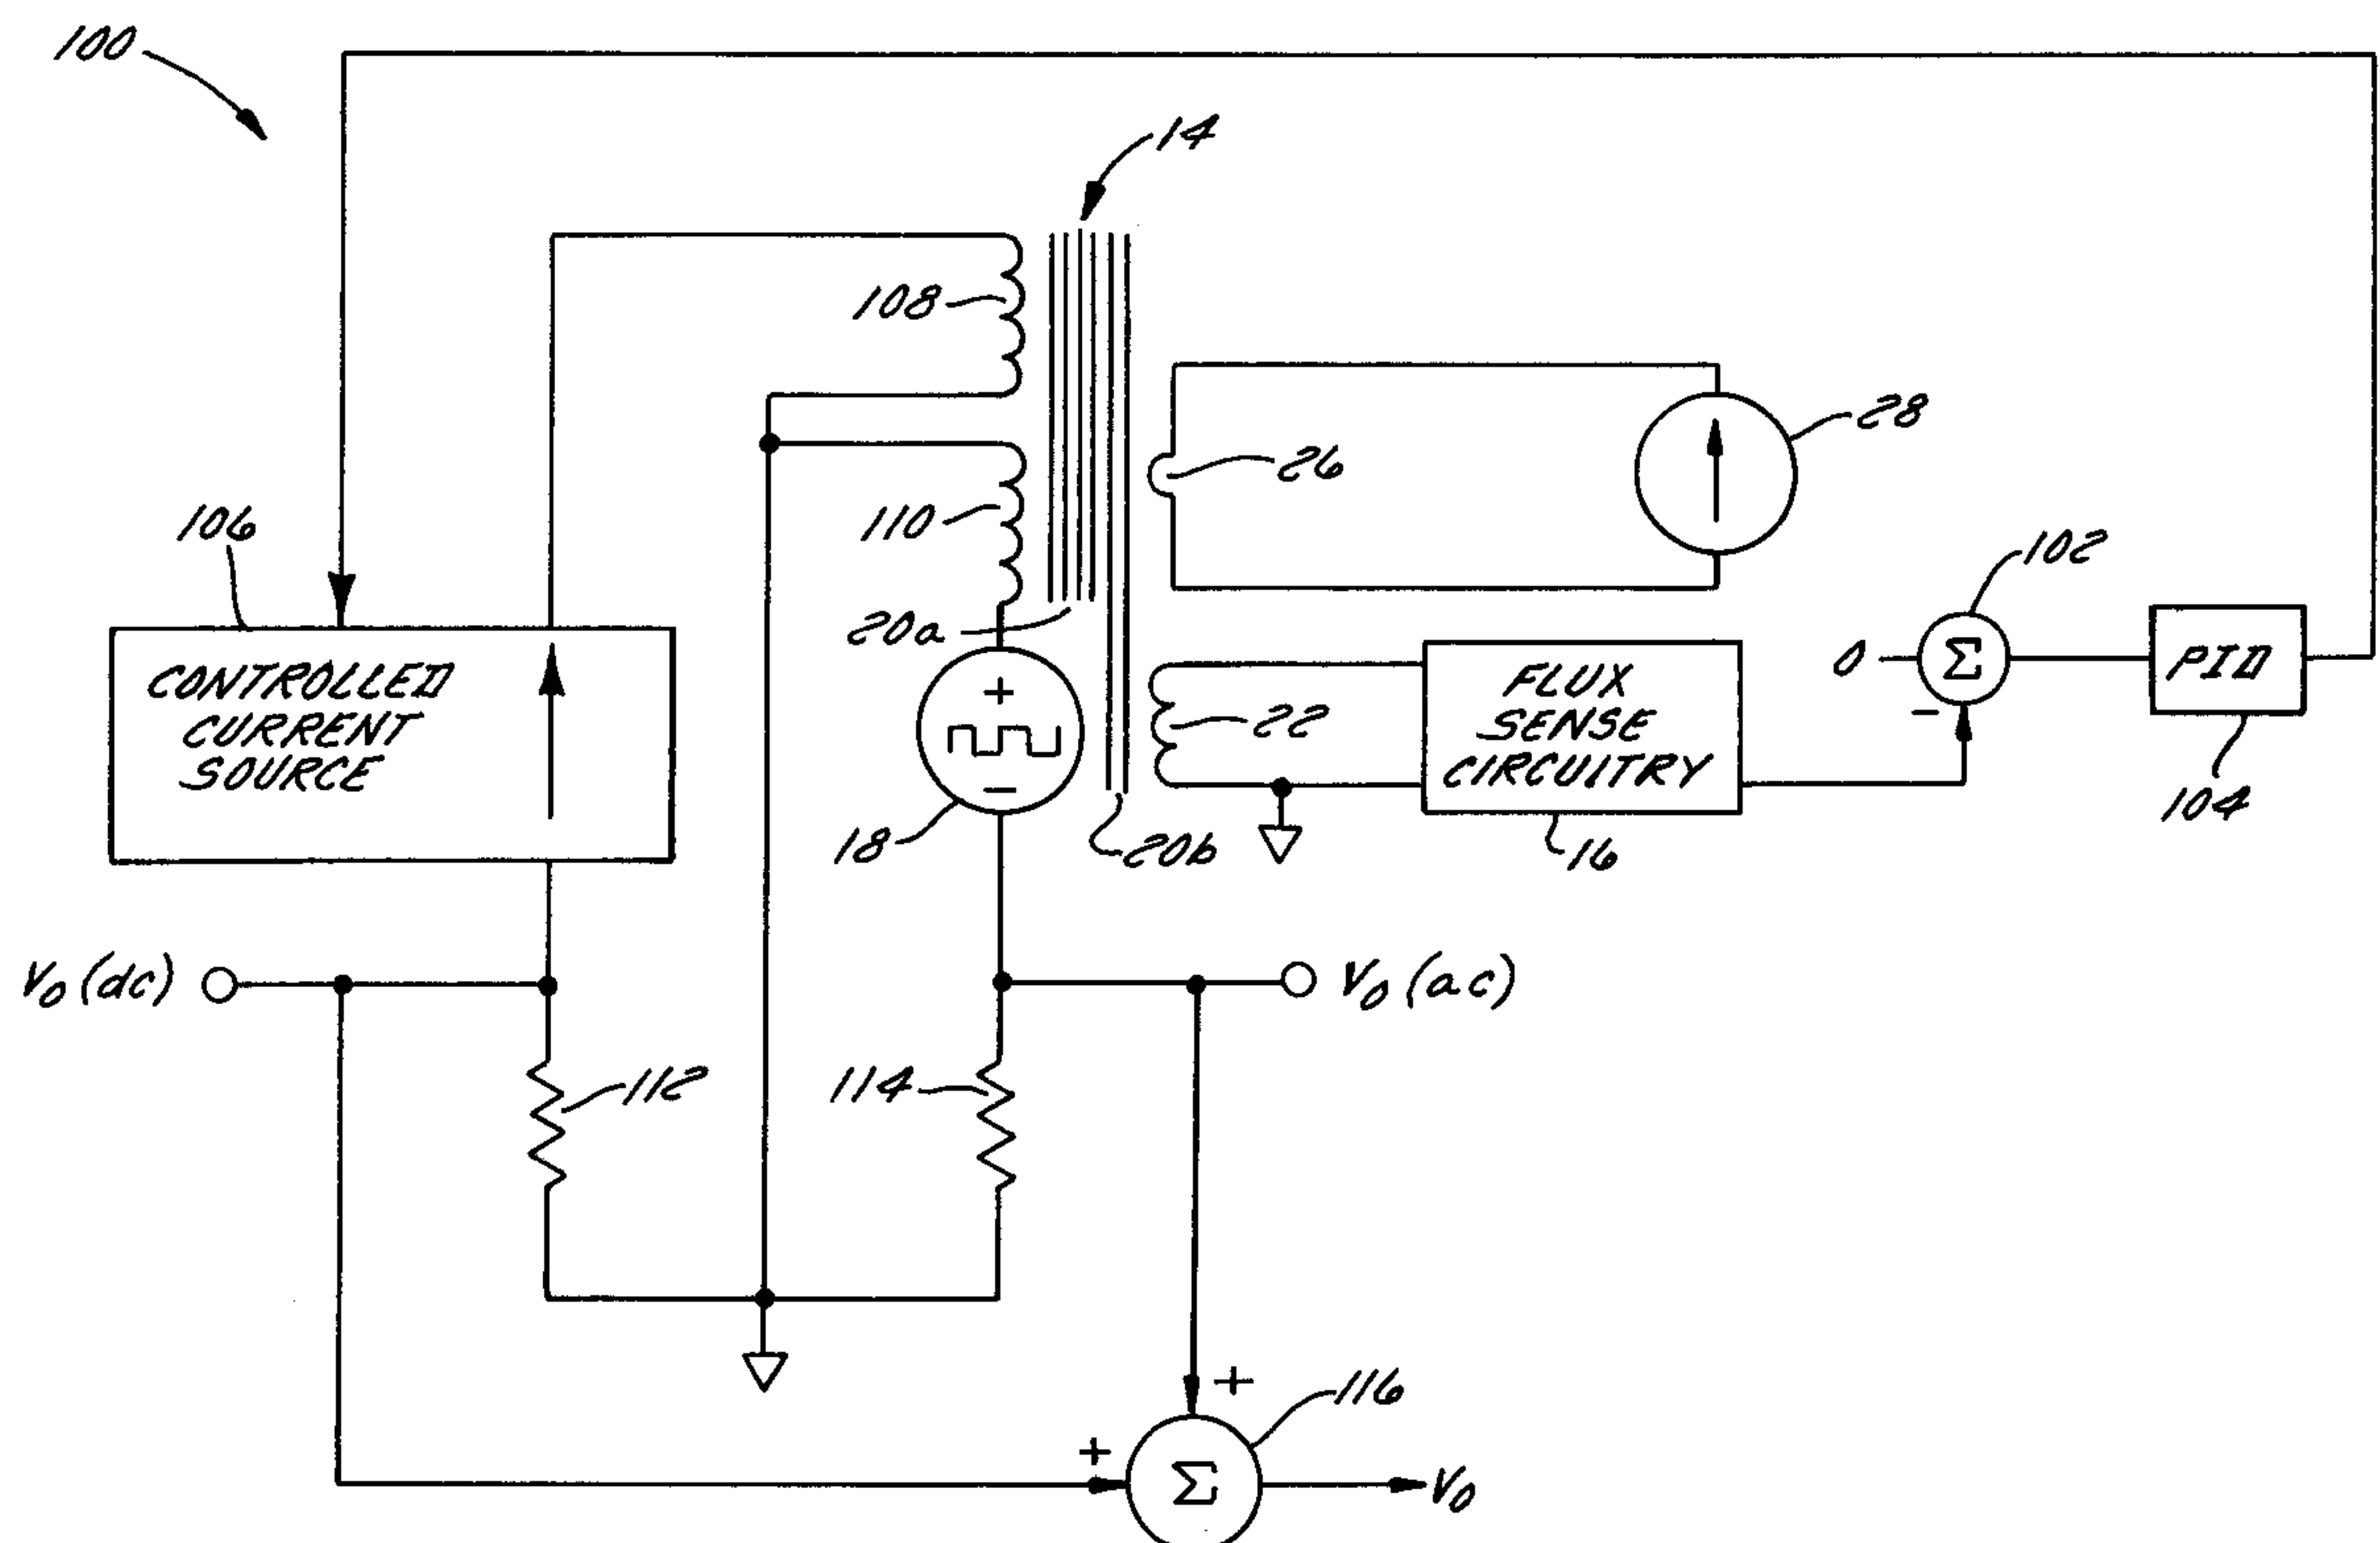 100
14
108
110
26
28
102
106
20a
CONTROLLED
CURRENT
SOURCE
+
−
18
22
20b
FLUX
SENSE
CIRCUITRY
16
0
Σ
−
PID
104
V0 (dc)
V0 (ac)
112
114
+
116
+
Σ
V0